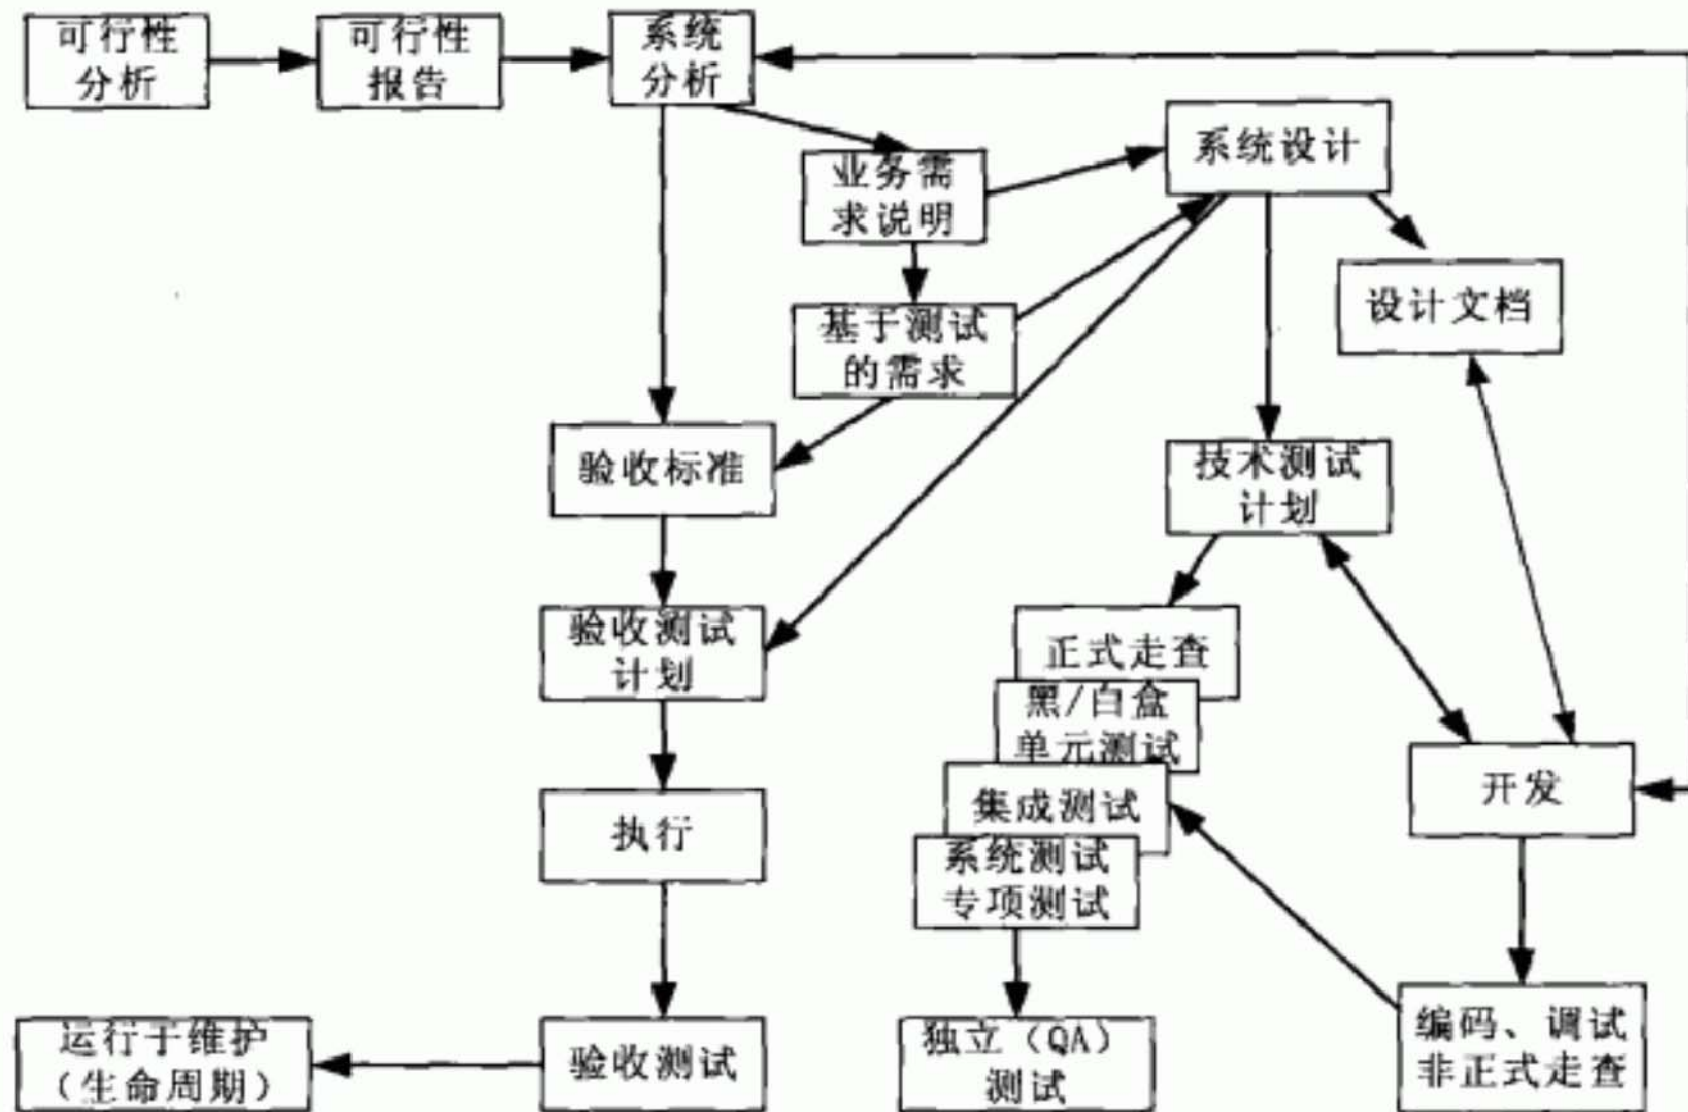 可行性
分析
可行性
报告
系统
分析
系统设计
业务需
求说明
设计文档
基于测试
的需求
验收标准
技术测试
计划
验收测试
计划
正式走查
黑/白盒
单元测试
开发
执行
集成测试
系统测试
专项测试
运行于维护
（生命周期）
验收测试
独立（QA）
测试
编码、调试
非正式走查